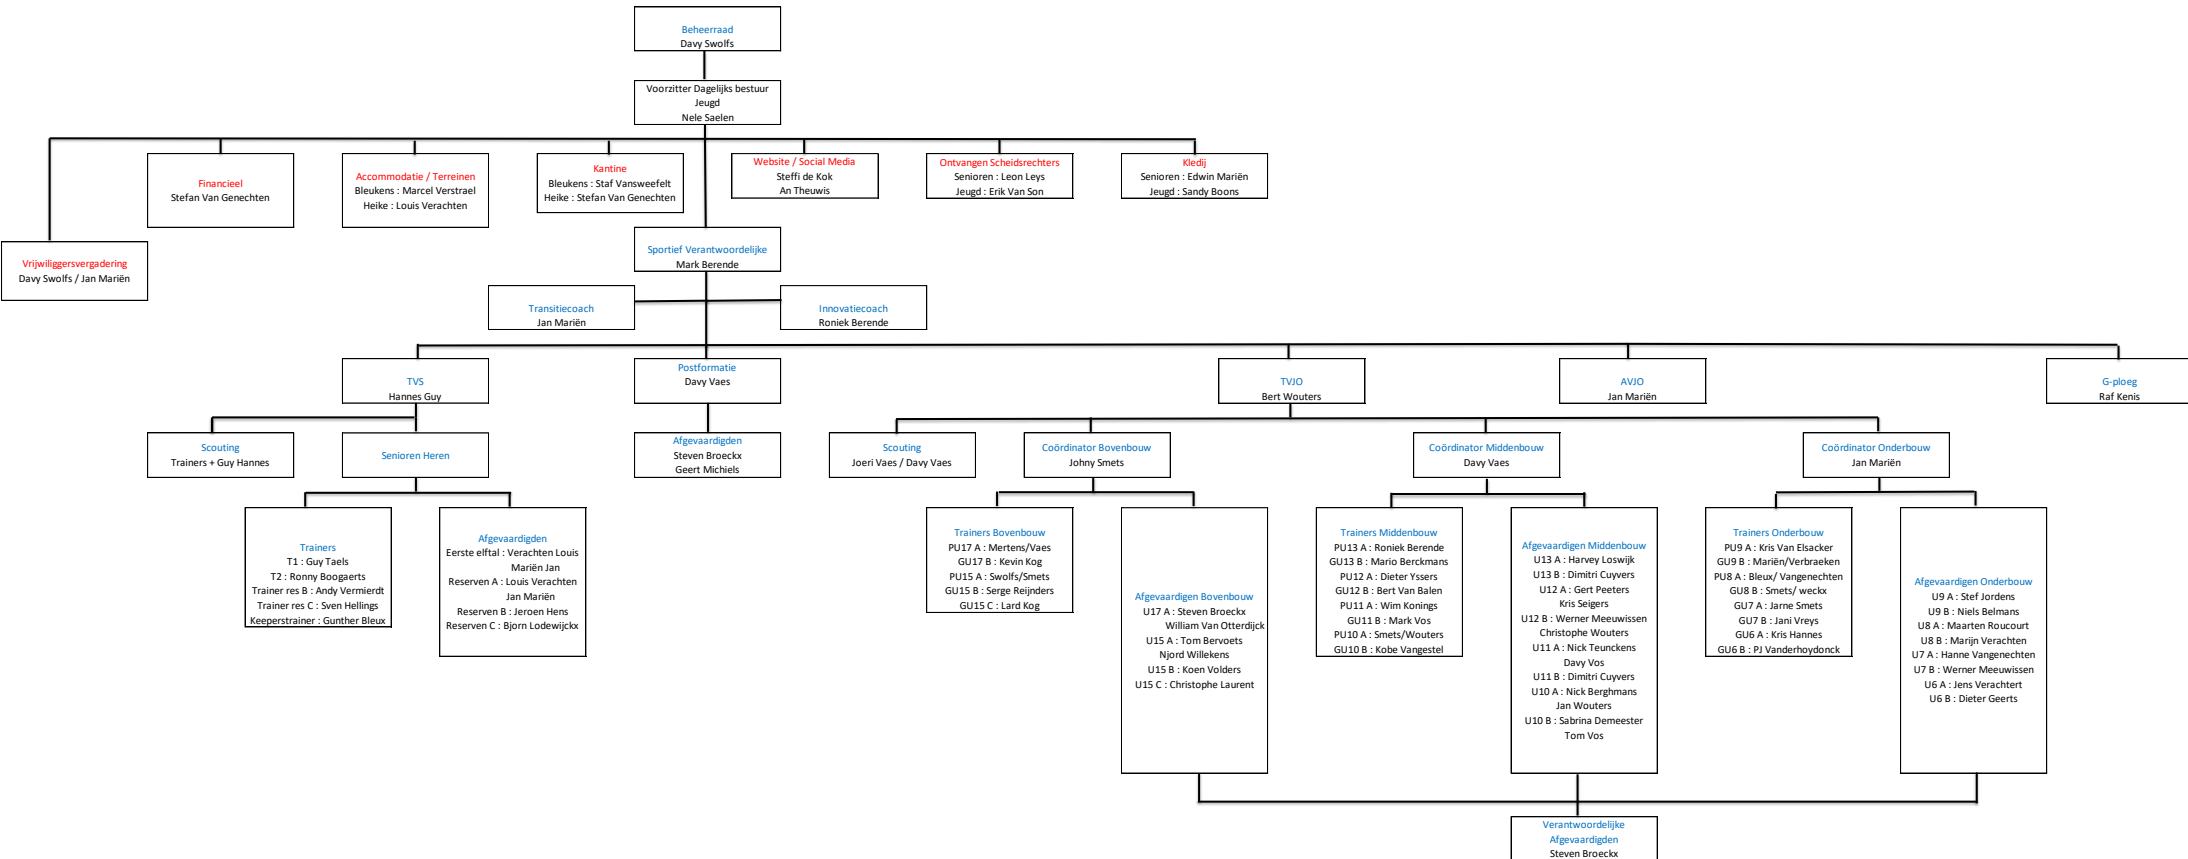 Beheerraad
Davy Swolfs
Voorzitter Dagelijks bestuur
Jeugd
Nele Saelen
Financieel
Stefan Van Genechten
Accommodatie / Terreinen
Bleukens : Marcel Verstrael
Heike : Louis Verachten
Kantine
Bleukens : Staf Vansweefelt
Heike : Stefan Van Genechten
Website / Social Media
Steffi de Kok
An Theuwis
Ontvangen Scheidsrechters
Senioren : Leon Leys
Jeugd : Erik Van Son
Kledij
Senioren : Edwin Mariën
Jeugd : Sandy Boons
Vrijwiliggersvergadering
Davy Swolfs / Jan Mariën
Sportief Verantwoordelijke
Mark Berende
Transitiecoach
Jan Mariën
Innovatiecoach
Roniek Berende
TVS
Hannes Guy
Postformatie
Davy Vaes
TVJO
Bert Wouters
AVJO
Jan Mariën
G-ploeg
Raf Kenis
Scouting
Trainers + Guy Hannes
Senioren Heren
Afgevaardigden
Steven Broeckx
Geert Michiels
Scouting
Joeri Vaes / Davy Vaes
Coördinator Bovenbouw
Johny Smets
Coördinator Middenbouw
Davy Vaes
Coördinator Onderbouw
Jan Mariën
Trainers
T1 : Guy Taels
T2 : Ronny Boogaerts
Trainer res B : Andy Vermierdt
Trainer res C : Sven Hellings
Keeperstrainer : Gunther Bleux
Afgevaardigden
Eerste elftal : Verachten Louis
Mariën Jan
Reserven A : Louis Verachten
Jan Mariën
Reserven B : Jeroen Hens
Reserven C : Bjorn Lodewijckx
Trainers Bovenbouw
PU17 A : Mertens/Vaes
GU17 B : Kevin Kog
PU15 A : Swolfs/Smets
GU15 B : Serge Reijnders
GU15 C : Lard Kog
Afgevaardigen Bovenbouw
U17 A : Steven Broeckx
William Van Otterdijck
U15 A : Tom Bervoets
Njord Willekens
U15 B : Koen Volders
U15 C : Christophe Laurent
Trainers Middenbouw
PU13 A : Roniek Berende
GU13 B : Mario Berckmans
PU12 A : Dieter Yssers
GU12 B : Bert Van Balen
PU11 A : Wim Konings
GU11 B : Mark Vos
PU10 A : Smets/Wouters
GU10 B : Kobe Vangestel
Afgevaardigen Middenbouw
U13 A : Harvey Loswijk
U13 B : Dimitri Cuyvers
U12 A : Gert Peeters
Kris Seigers
U12 B : Werner Meeuwissen
Christophe Wouters
U11 A : Nick Teunckens
Davy Vos
U11 B : Dimitri Cuyvers
U10 A : Nick Berghmans
Jan Wouters
U10 B : Sabrina Demeester
Tom Vos
Trainers Onderbouw
PU9 A : Kris Van Elsacker
GU9 B : Mariën/Verbraeken
PU8 A : Bleux/ Vangenechten
GU8 B : Smets/ weckx
GU7 A : Jarne Smets
GU7 B : Jani Vreys
GU6 A : Kris Hannes
GU6 B : PJ Vanderhoydonck
Afgevaardigen Onderbouw
U9 A : Stef Jordens
U9 B : Niels Belmans
U8 A : Maarten Roucourt
U8 B : Marijn Verachten
U7 A : Hanne Vangenechten
U7 B : Werner Meeuwissen
U6 A : Jens Verachtert
U6 B : Dieter Geerts
Verantwoordelijke
Afgevaardigden
Steven Broeckx